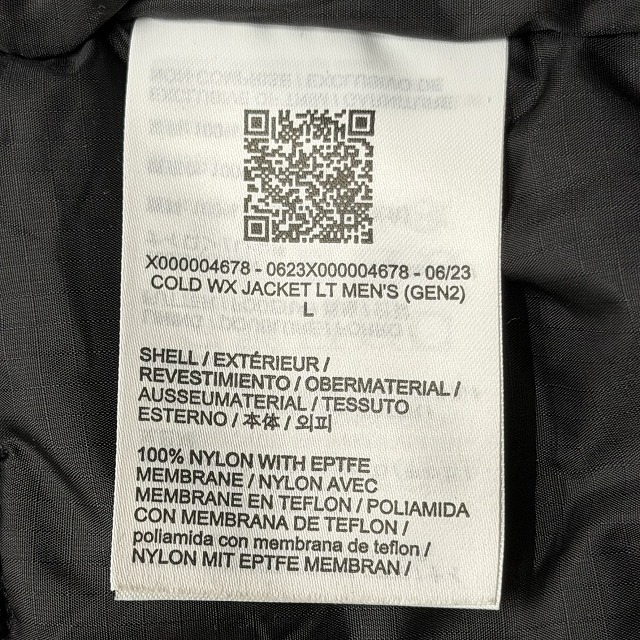 X000004678 - 0623X000004678 - 06/23
COLD WX JACKET LT MEN'S (GEN2)
L
SHELL / EXTÉRIEUR /
REVESTIMIENTO / OBERMATERIAL /
AUSSEUMATERIAL / TESSUTO
ESTERNO / 本体 / 외피
100% NYLON WITH EPTFE
MEMBRANE / NYLON AVEC
MEMBRANE EN TEFLON / POLIAMIDA
CON MEMBRANA DE TEFLON /
poliamida con membrana de teflon /
NYLON MIT EPTFE MEMBRAN /